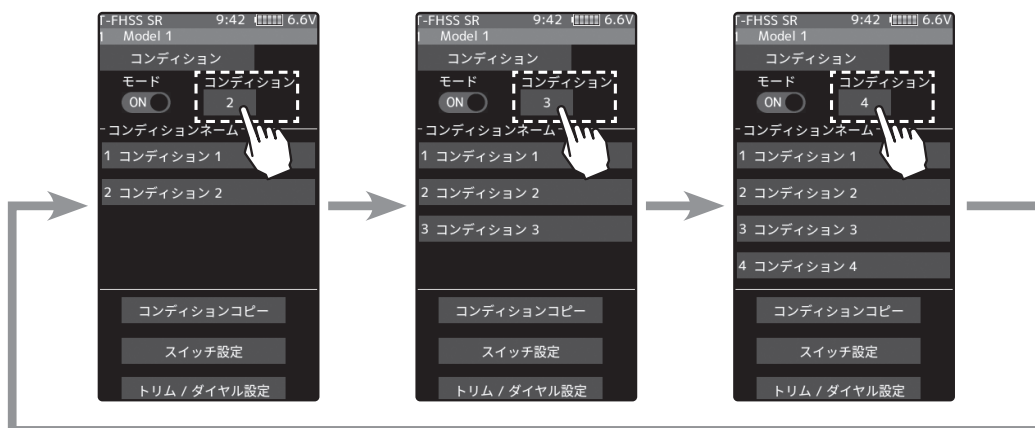 T-FHSS SR 9:42 6.6V
1 Model 1
コンディション
モード コンディション
ON 2
コンディションネーム
1 コンディション 1
2 コンディション 2
コンディションコピー
スイッチ設定
トリム / ダイヤル設定
T-FHSS SR 9:42 6.6V
1 Model 1
コンディション
モード コンディション
ON 3
コンディションネーム
1 コンディション 1
2 コンディション 2
3 コンディション 3
コンディションコピー
スイッチ設定
トリム / ダイヤル設定
T-FHSS SR 9:42 6.6V
1 Model 1
コンディション
モード コンディション
ON 4
コンディションネーム
1 コンディション 1
2 コンディション 2
3 コンディション 3
4 コンディション 4
コンディションコピー
スイッチ設定
トリム / ダイヤル設定